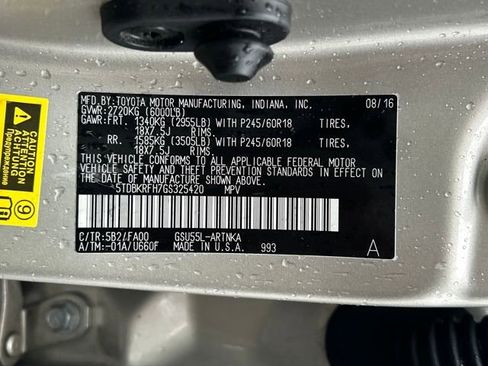 MFD.BY:TOYOTA MOTOR MANUFACTURING, INDIANA, INC. 08/16
GVWR:2720KG (6000LB)
GAWR:FRT. 1340KG (2955LB) WITH P245/60R18 TIRES,
18X7.5J RIMS,
RR. 1585KG (3505LB) WITH P245/60R18 TIRES,
18X7.5J RIMS.
THIS VEHICLE CONFORMS TO ALL APPLICABLE FEDERAL MOTOR
VEHICLE SAFETY AND THEFT PREVENTION STANDARDS IN EFFECT
ON THE DATE OF MANUFACTURE SHOWN ABOVE.
5TDBKRFH7GS325420 MPV
C/TR:5B2/FA00 GSU55L-ARTNKA
A/TM:-01A/U660F MADE IN U.S.A. 993 A
CAUTION
ATTENTION
Предупреждение
9